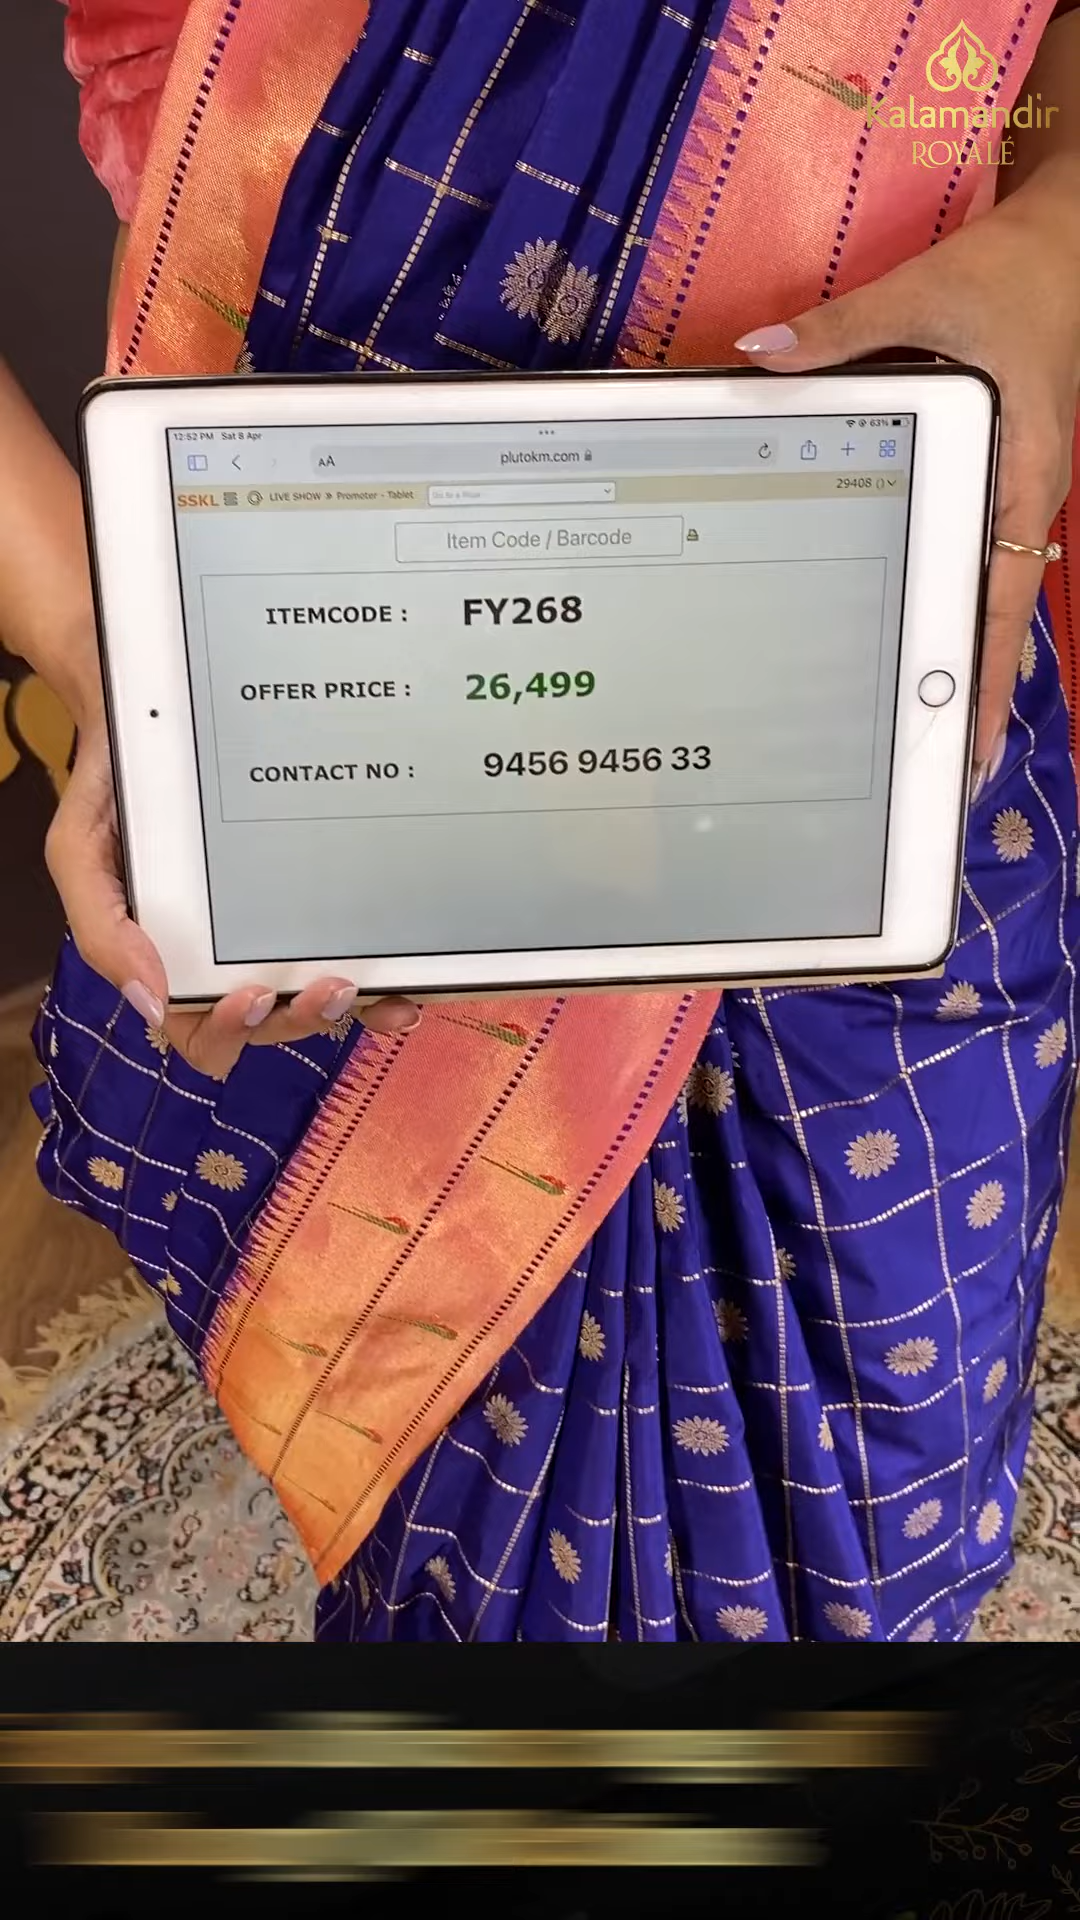 Kalamandir
ROYALÉ
12:52 PM Sat 8 Apr
63%
AA
plutokm.com
SSKL
LIVE SHOW » Promoter - Tablet
29408 ()
Item Code / Barcode
ITEMCODE : FY268
OFFER PRICE : 26,499
CONTACT NO : 9456 9456 33